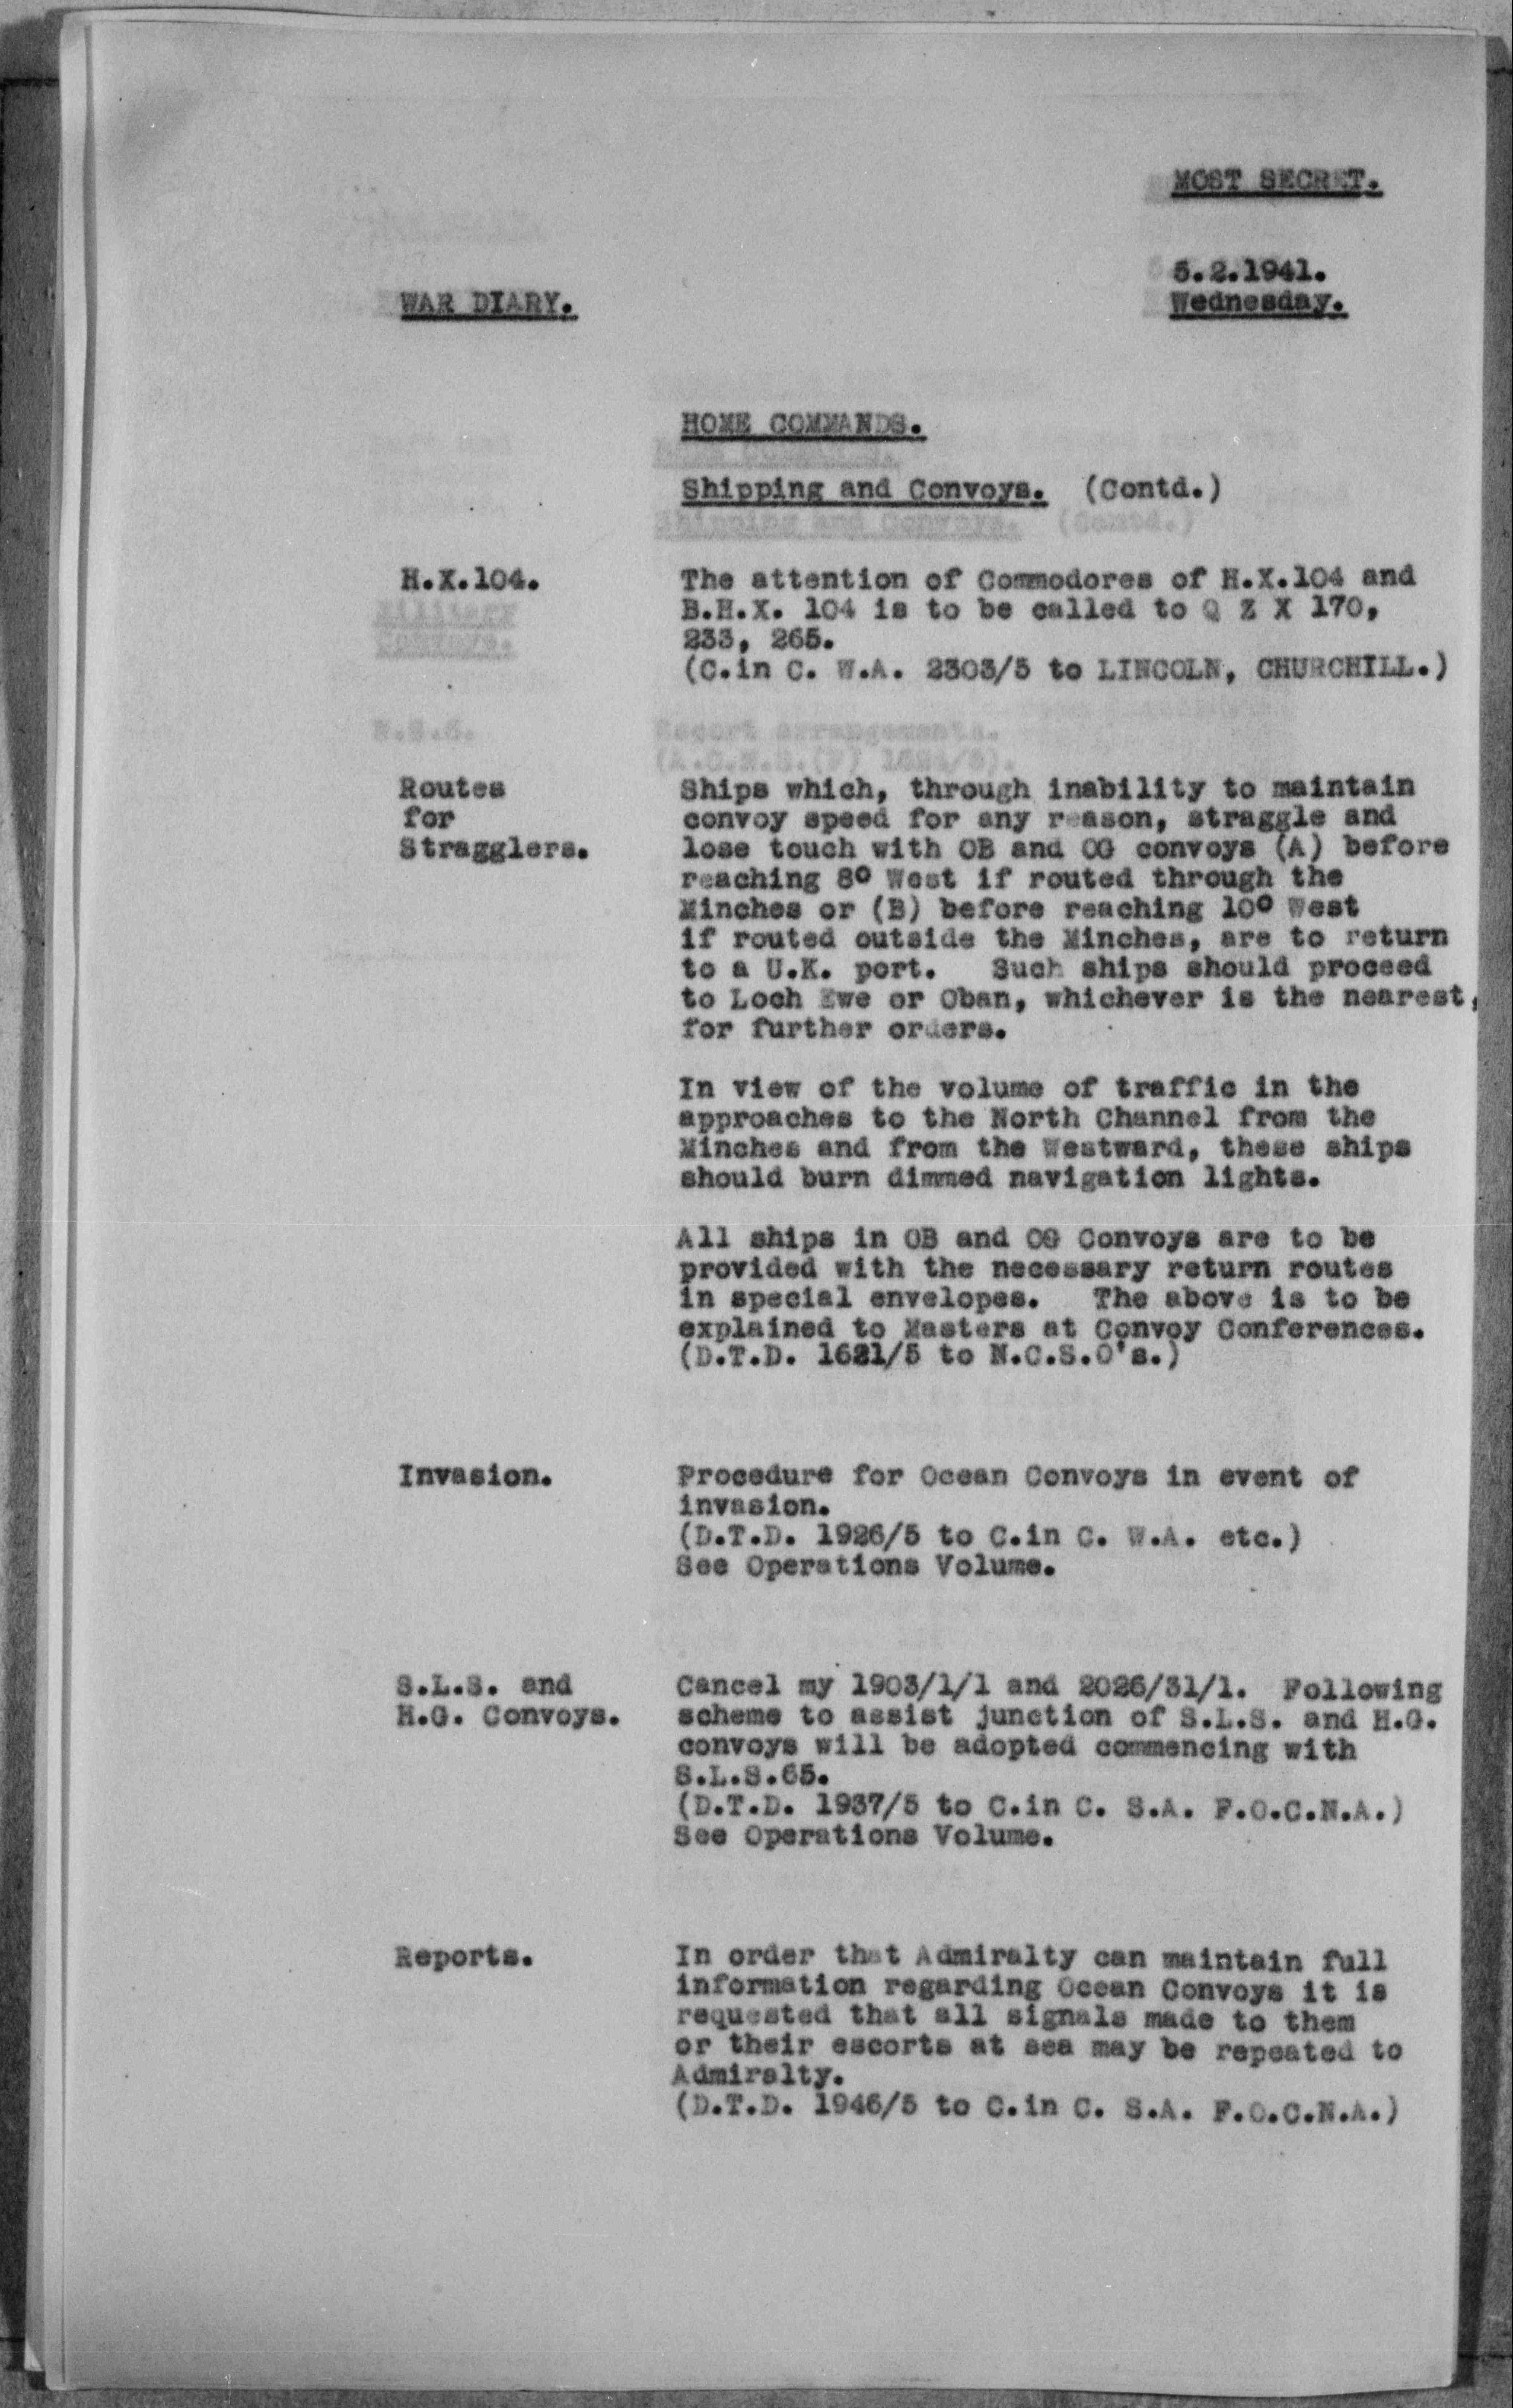 MOST SECRET.
5.2.1941.
WAR DIARY.
Wednesday.
HOME COMMANDS.
Shipping and Convoys. (Contd.)
H.X.104.
The attention of Commodores of H.X.104 and
B.H.X. 104 is to be called to Q Z X 170,
233, 265.
(C.in C. W.A. 2303/5 to LINCOLN, CHURCHILL.)
Routes
for
Stragglers.
Ships which, through inability to maintain
convoy speed for any reason, straggle and
lose touch with OB and OG convoys (A) before
reaching 8° West if routed through the
Minches or (B) before reaching 10° West
if routed outside the Minches, are to return
to a U.K. port. Such ships should proceed
to Loch Ewe or Oban, whichever is the nearest,
for further orders.
In view of the volume of traffic in the
approaches to the North Channel from the
Minches and from the Westward, these ships
should burn dimmed navigation lights.
All ships in OB and OG Convoys are to be
provided with the necessary return routes
in special envelopes. The above is to be
explained to Masters at Convoy Conferences.
(D.T.D. 1621/5 to N.C.S.O's.)
Invasion.
Procedure for Ocean Convoys in event of
invasion.
(D.T.D. 1926/5 to C.in C. W.A. etc.)
See Operations Volume.
S.L.S. and
H.G. Convoys.
Cancel my 1903/1/1 and 2026/31/1. Following
scheme to assist junction of S.L.S. and H.G.
convoys will be adopted commencing with
S.L.S.65.
(D.T.D. 1937/5 to C.in C. S.A. F.O.C.N.A.)
See Operations Volume.
Reports.
In order that Admiralty can maintain full
information regarding Ocean Convoys it is
requested that all signals made to them
or their escorts at sea may be repeated to
Admiralty.
(D.T.D. 1946/5 to C.in C. S.A. F.O.C.N.A.)